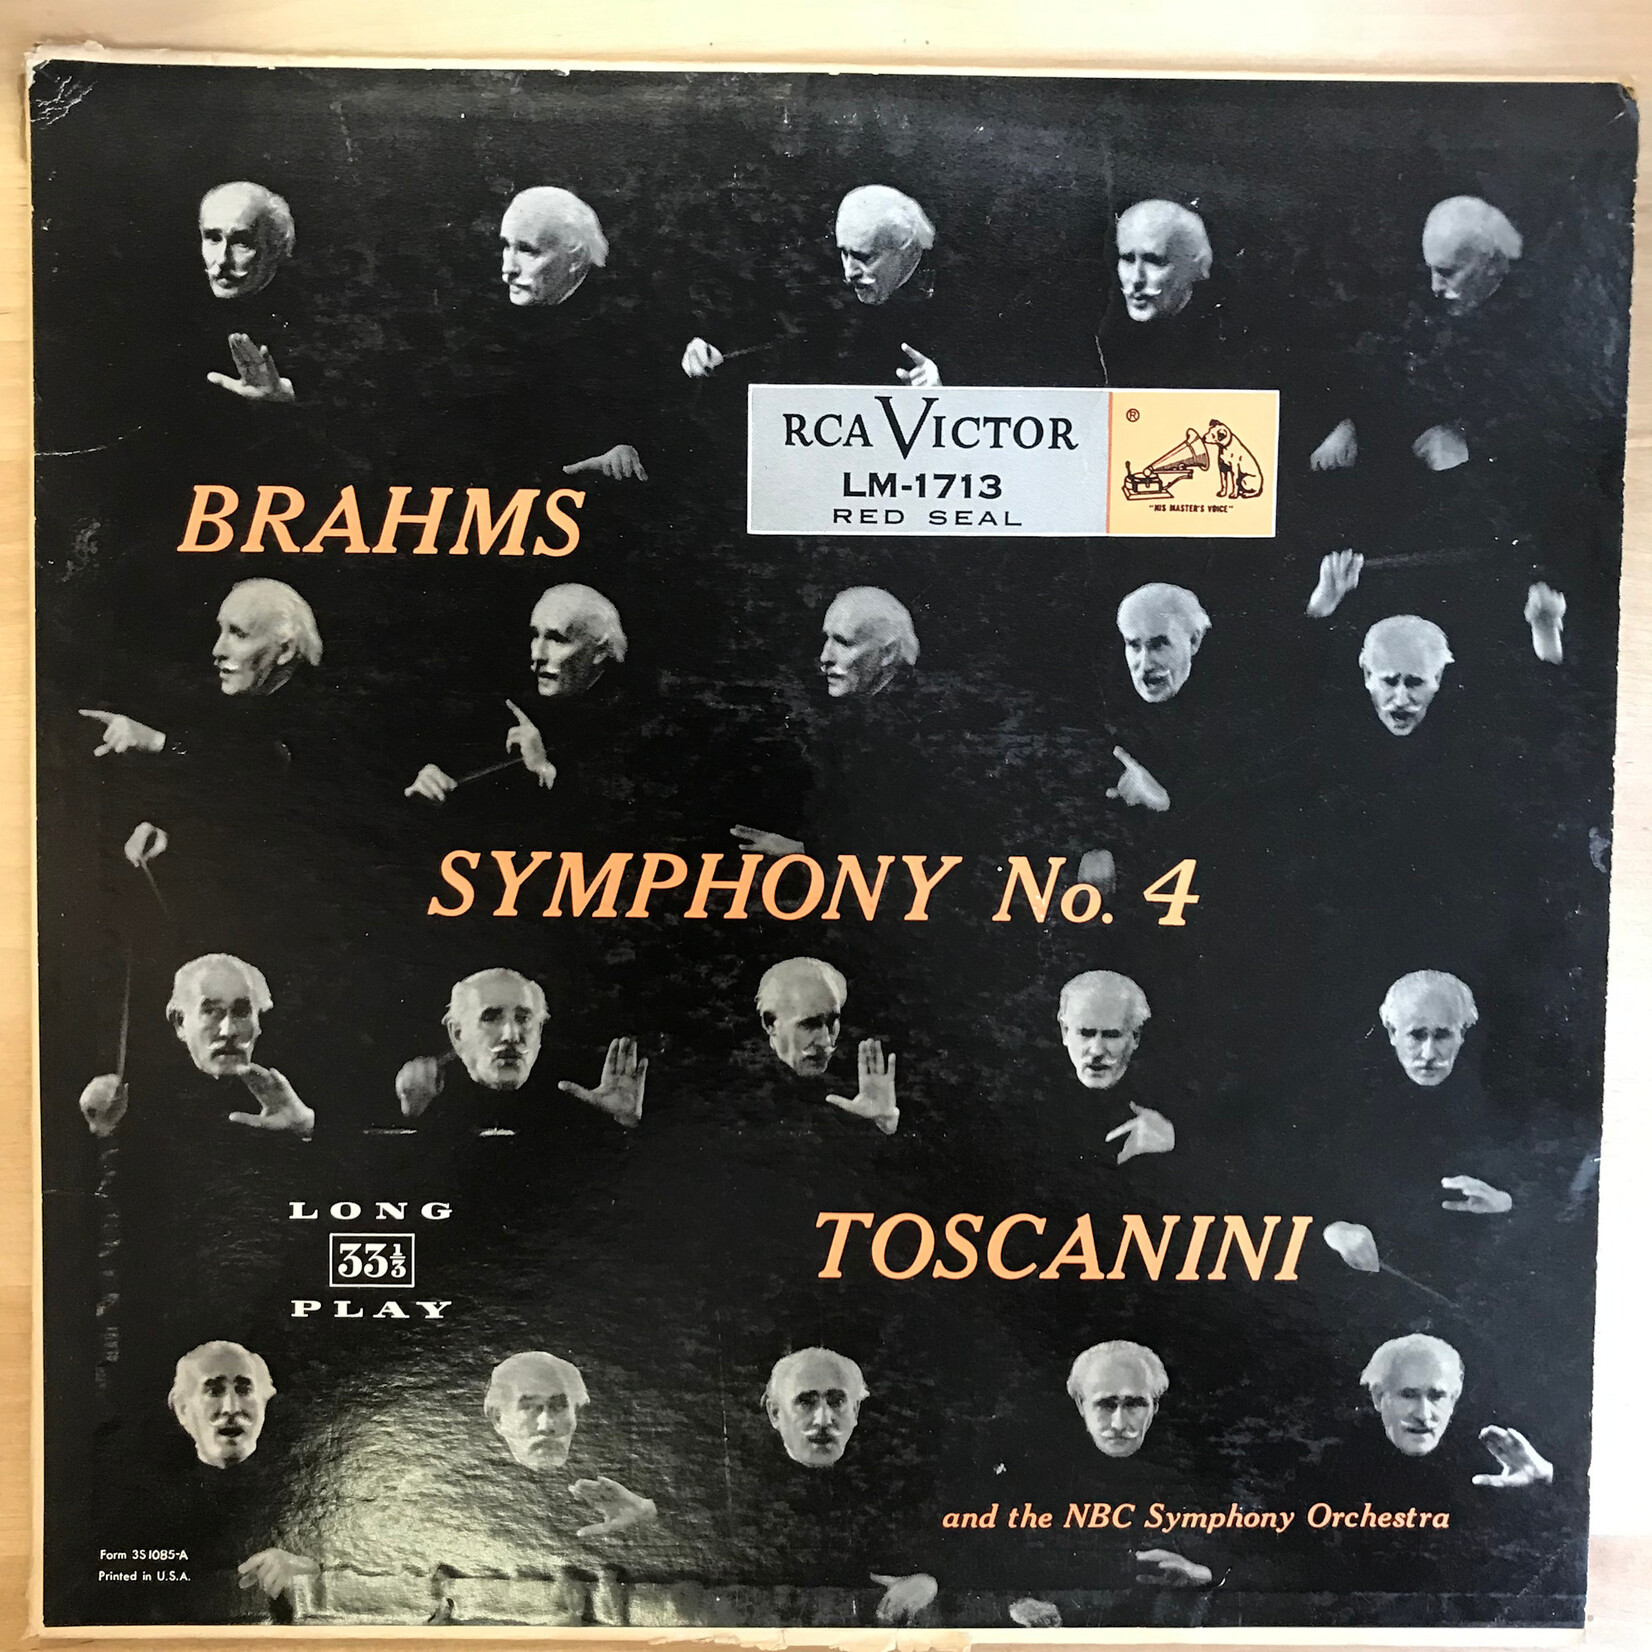 RCA VICTOR
LM-1713
RED SEAL
®
"HIS MASTER'S VOICE"
BRAHMS
SYMPHONY No. 4
LONG
33⅓
PLAY
TOSCANINI
and the NBC Symphony Orchestra
Form 3S1085-A
Printed in U.S.A.